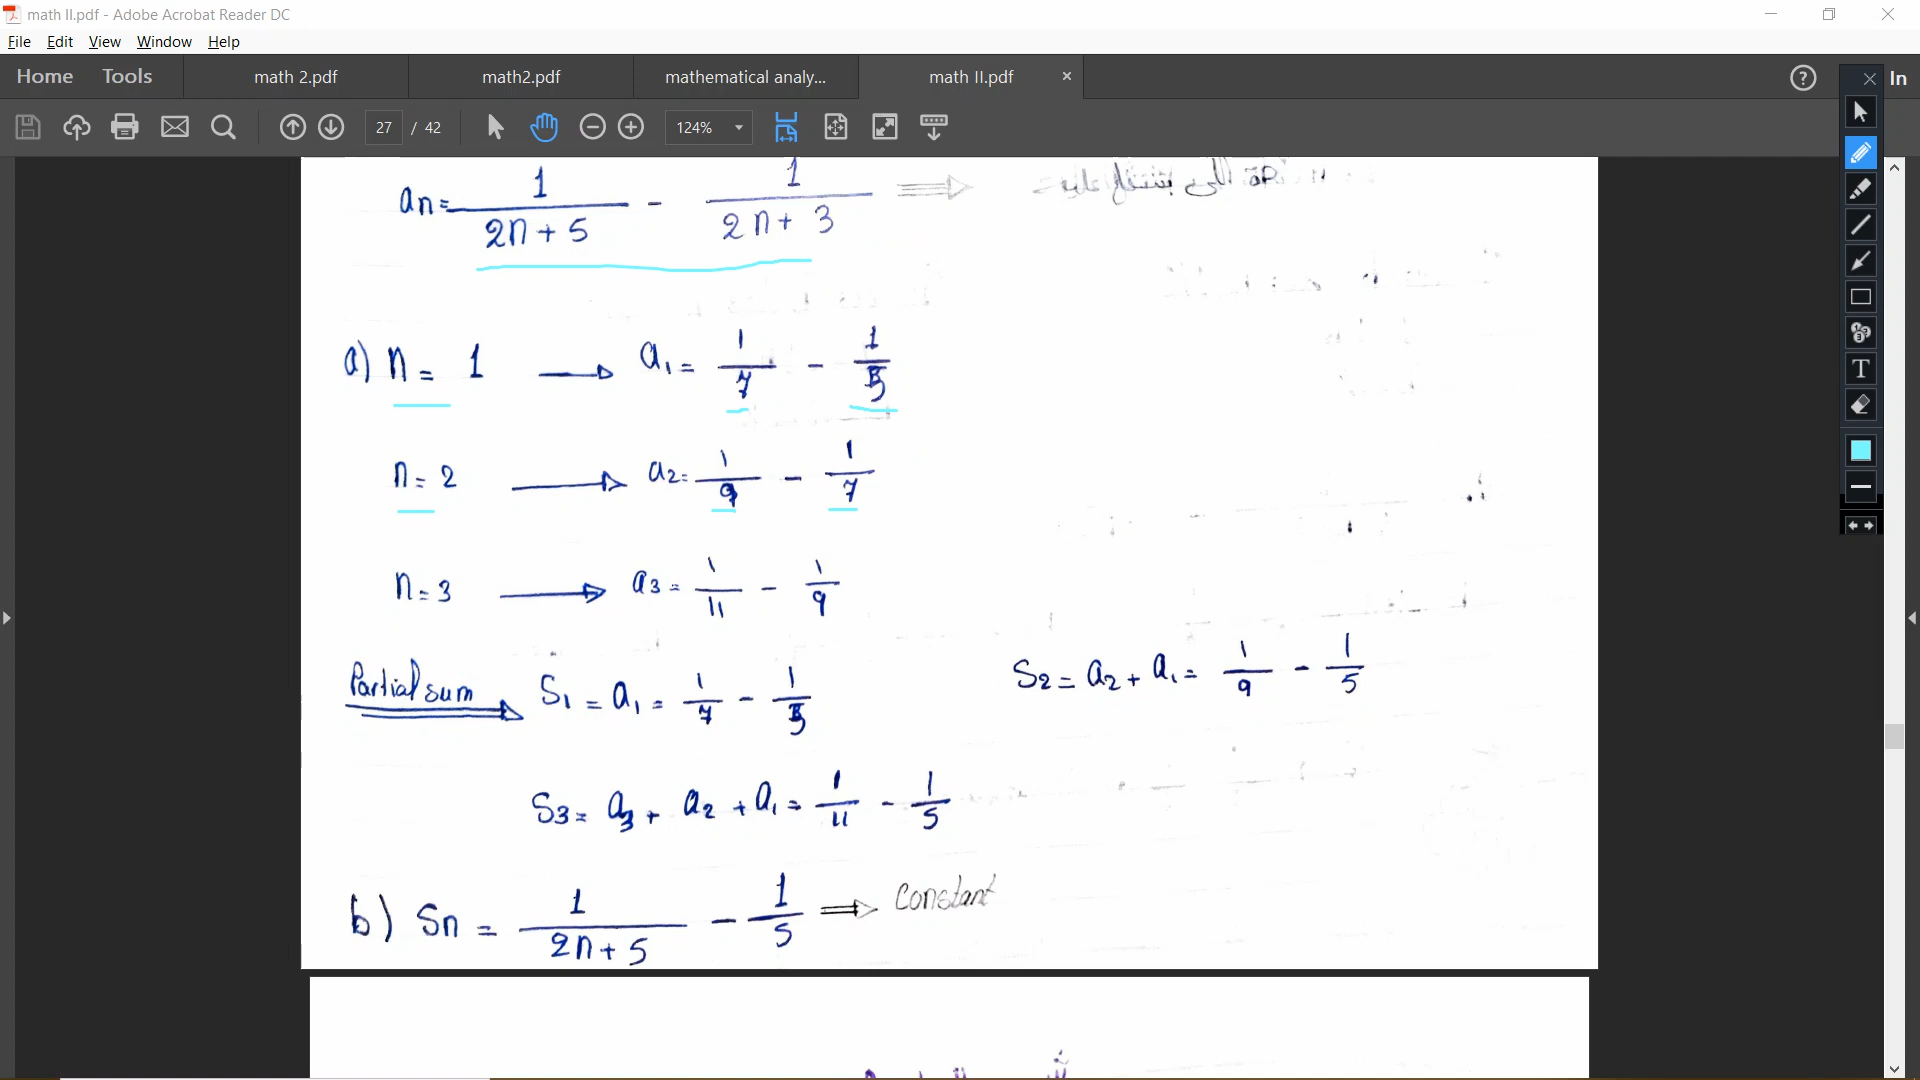 math II.pdf - Adobe Acrobat Reader DC
File Edit View Window Help
Home Tools math 2.pdf math2.pdf mathematical analy... math II.pdf In
27 / 42 124%
an = 1/(2n+5) - 1/(2n+3) ⇒ اللى بنشتغل عليه
a) n = 1 → a1 = 1/7 - 1/5
n = 2 → a2 = 1/9 - 1/7
n = 3 → a3 = 1/11 - 1/9
Partial sum ⇒ S1 = a1 = 1/7 - 1/5 S2 = a2 + a1 = 1/9 - 1/5
S3 = a3 + a2 + a1 = 1/11 - 1/5
b) Sn = 1/(2n+5) - 1/5 ⇒ Constant